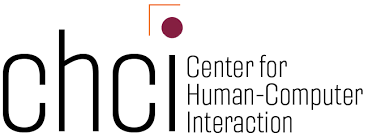 chci
Center for
Human-Computer
Interaction